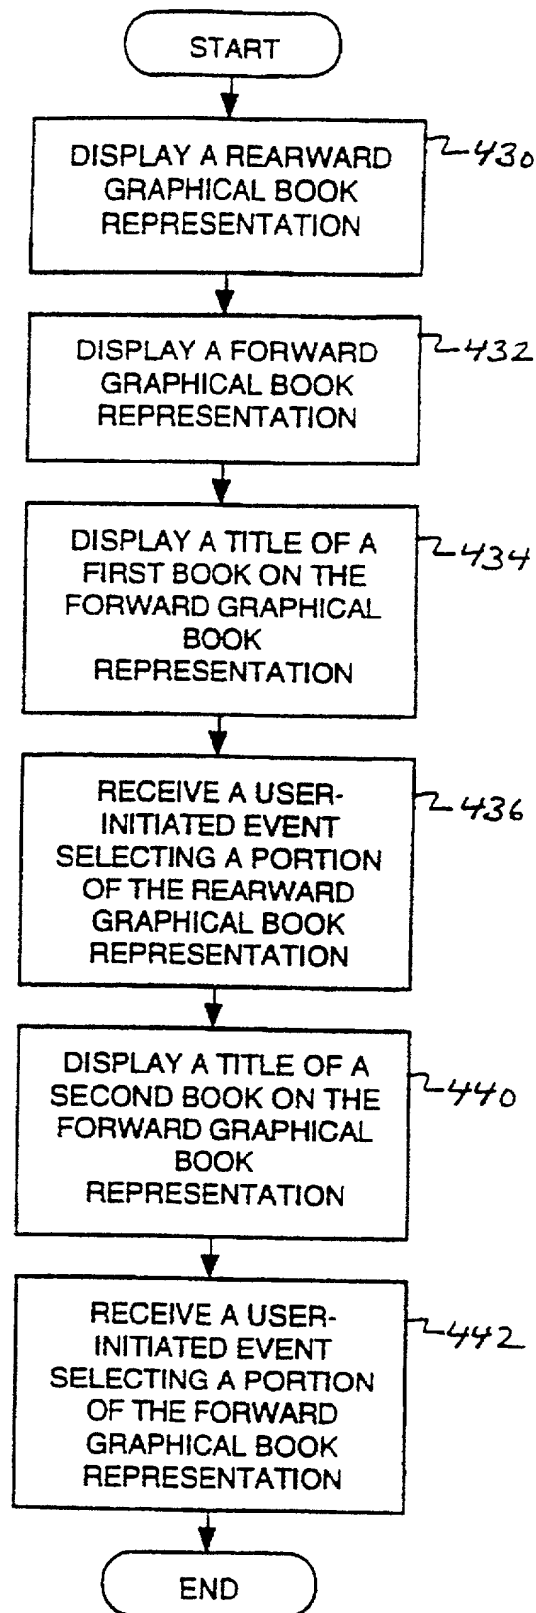 START
DISPLAY A REARWARD
GRAPHICAL BOOK
REPRESENTATION
430
DISPLAY A FORWARD
GRAPHICAL BOOK
REPRESENTATION
432
DISPLAY A TITLE OF A
FIRST BOOK ON THE
FORWARD GRAPHICAL
BOOK
REPRESENTATION
434
RECEIVE A USER-
INITIATED EVENT
SELECTING A PORTION
OF THE REARWARD
GRAPHICAL BOOK
REPRESENTATION
436
DISPLAY A TITLE OF A
SECOND BOOK ON THE
FORWARD GRAPHICAL
BOOK
REPRESENTATION
440
RECEIVE A USER-
INITIATED EVENT
SELECTING A PORTION
OF THE FORWARD
GRAPHICAL BOOK
REPRESENTATION
442
END